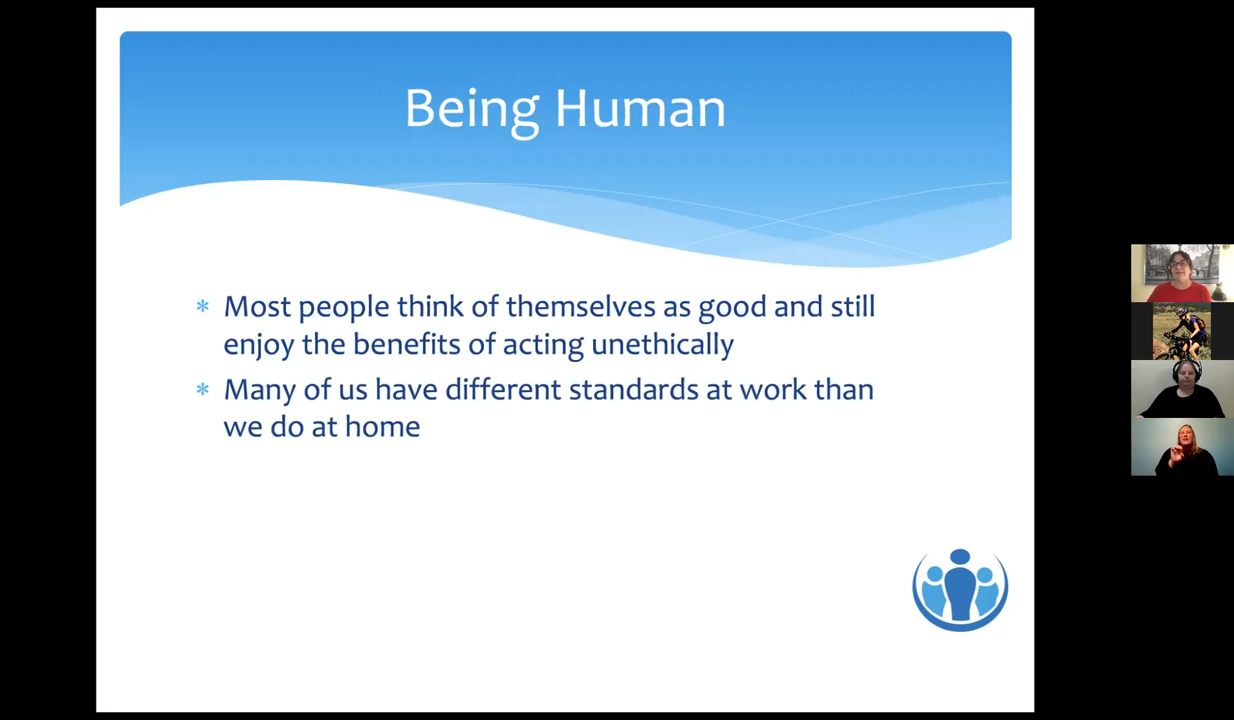 Being Human
* Most people think of themselves as good and still
enjoy the benefits of acting unethically
* Many of us have different standards at work than
we do at home